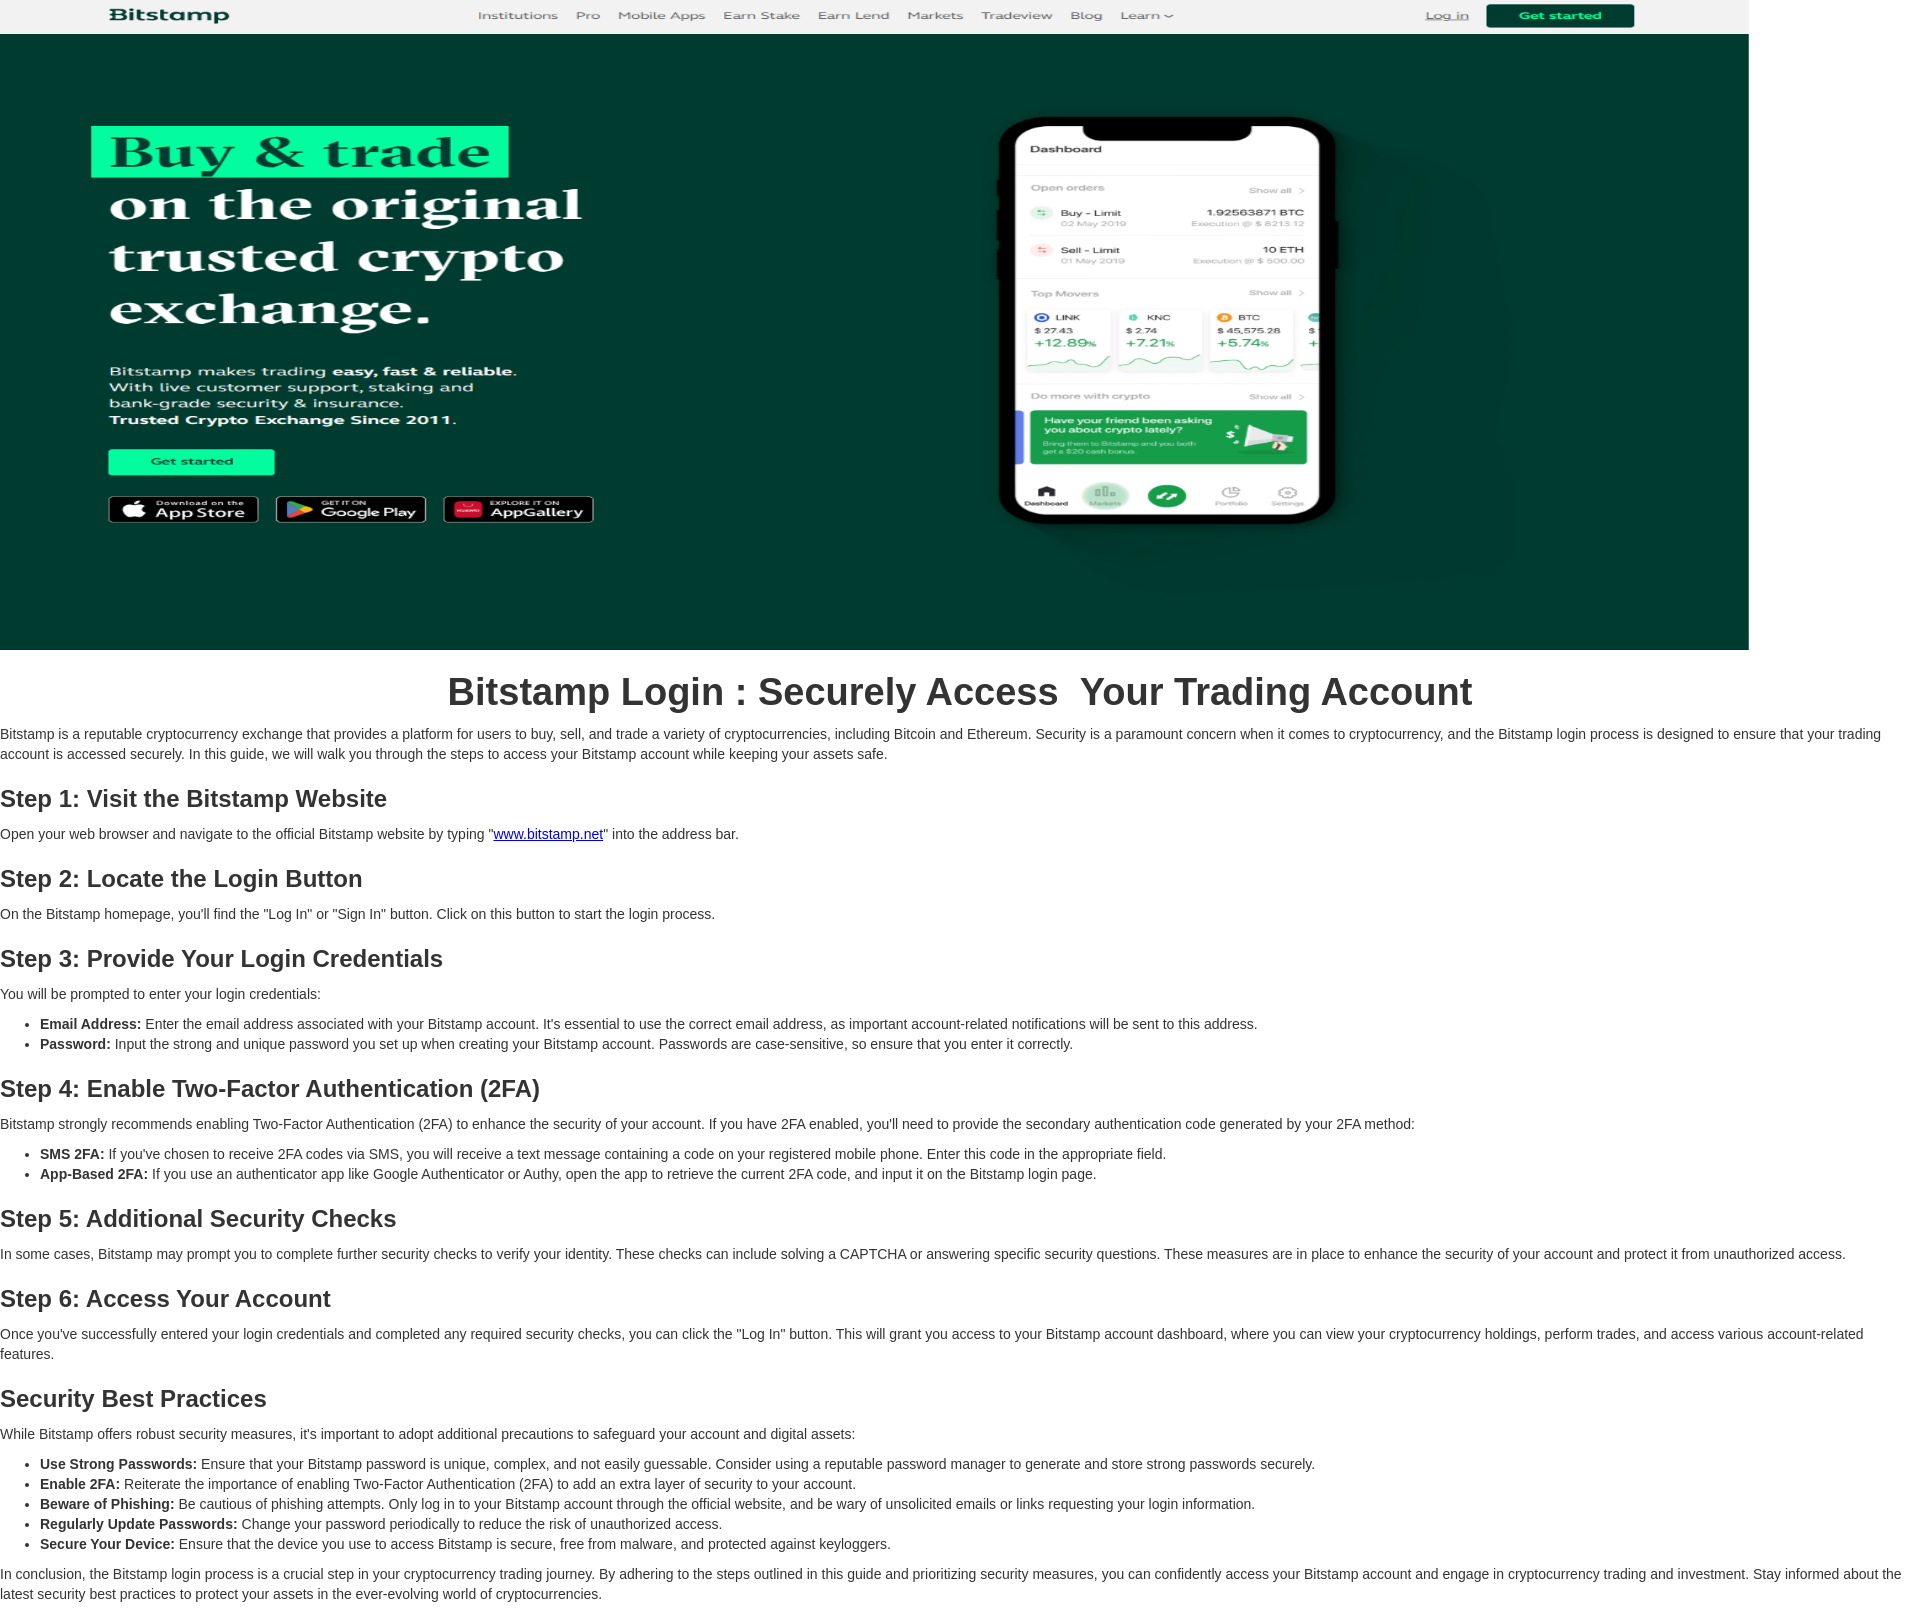 Bitstamp
Institutions Pro Mobile Apps Earn Stake Earn Lend Markets Tradeview Blog Learn
Log in Get started
Buy & trade
on the original
trusted crypto
exchange.
Bitstamp makes trading easy, fast & reliable.
With live customer support, staking and
bank-grade security & insurance.
Trusted Crypto Exchange Since 2011.
Get started
Download on the
App Store
GET IT ON
Google Play
HUAWEI
EXPLORE IT ON
AppGallery
Dashboard
Open orders Show all
Buy - Limit 1.92563871 BTC
02 May 2019 Execution @ $ 8213.12
Sell - Limit 10 ETH
01 May 2019 Execution @ $ 500.00
Top Movers Show all
LINK KNC BTC
$ 27.43 $ 2.74 $ 45,575.28 $
+12.89% +7.21% +5.74% +
Do more with crypto Show all
Have your friend been asking
you about crypto lately?
Bring them to Bitstamp and you both
get a $20 cash bonus.
Dashboard Markets Portfolio Settings
Bitstamp Login : Securely Access  Your Trading Account
Bitstamp is a reputable cryptocurrency exchange that provides a platform for users to buy, sell, and trade a variety of cryptocurrencies, including Bitcoin and Ethereum. Security is a paramount concern when it comes to cryptocurrency, and the Bitstamp login process is designed to ensure that your trading
account is accessed securely. In this guide, we will walk you through the steps to access your Bitstamp account while keeping your assets safe.
Step 1: Visit the Bitstamp Website
Open your web browser and navigate to the official Bitstamp website by typing "www.bitstamp.net" into the address bar.
Step 2: Locate the Login Button
On the Bitstamp homepage, you'll find the "Log In" or "Sign In" button. Click on this button to start the login process.
Step 3: Provide Your Login Credentials
You will be prompted to enter your login credentials:
• Email Address: Enter the email address associated with your Bitstamp account. It's essential to use the correct email address, as important account-related notifications will be sent to this address.
• Password: Input the strong and unique password you set up when creating your Bitstamp account. Passwords are case-sensitive, so ensure that you enter it correctly.
Step 4: Enable Two-Factor Authentication (2FA)
Bitstamp strongly recommends enabling Two-Factor Authentication (2FA) to enhance the security of your account. If you have 2FA enabled, you'll need to provide the secondary authentication code generated by your 2FA method:
• SMS 2FA: If you've chosen to receive 2FA codes via SMS, you will receive a text message containing a code on your registered mobile phone. Enter this code in the appropriate field.
• App-Based 2FA: If you use an authenticator app like Google Authenticator or Authy, open the app to retrieve the current 2FA code, and input it on the Bitstamp login page.
Step 5: Additional Security Checks
In some cases, Bitstamp may prompt you to complete further security checks to verify your identity. These checks can include solving a CAPTCHA or answering specific security questions. These measures are in place to enhance the security of your account and protect it from unauthorized access.
Step 6: Access Your Account
Once you've successfully entered your login credentials and completed any required security checks, you can click the "Log In" button. This will grant you access to your Bitstamp account dashboard, where you can view your cryptocurrency holdings, perform trades, and access various account-related
features.
Security Best Practices
While Bitstamp offers robust security measures, it's important to adopt additional precautions to safeguard your account and digital assets:
• Use Strong Passwords: Ensure that your Bitstamp password is unique, complex, and not easily guessable. Consider using a reputable password manager to generate and store strong passwords securely.
• Enable 2FA: Reiterate the importance of enabling Two-Factor Authentication (2FA) to add an extra layer of security to your account.
• Beware of Phishing: Be cautious of phishing attempts. Only log in to your Bitstamp account through the official website, and be wary of unsolicited emails or links requesting your login information.
• Regularly Update Passwords: Change your password periodically to reduce the risk of unauthorized access.
• Secure Your Device: Ensure that the device you use to access Bitstamp is secure, free from malware, and protected against keyloggers.
In conclusion, the Bitstamp login process is a crucial step in your cryptocurrency trading journey. By adhering to the steps outlined in this guide and prioritizing security measures, you can confidently access your Bitstamp account and engage in cryptocurrency trading and investment. Stay informed about the
latest security best practices to protect your assets in the ever-evolving world of cryptocurrencies.